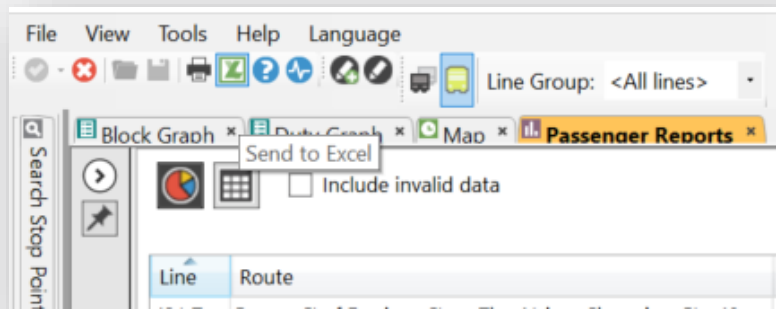 File View Tools Help Language
Line Group: <All lines>
Block Graph Duty Graph Map Passenger Reports
Send to Excel
Search Stop Point
Include invalid data
Line Route